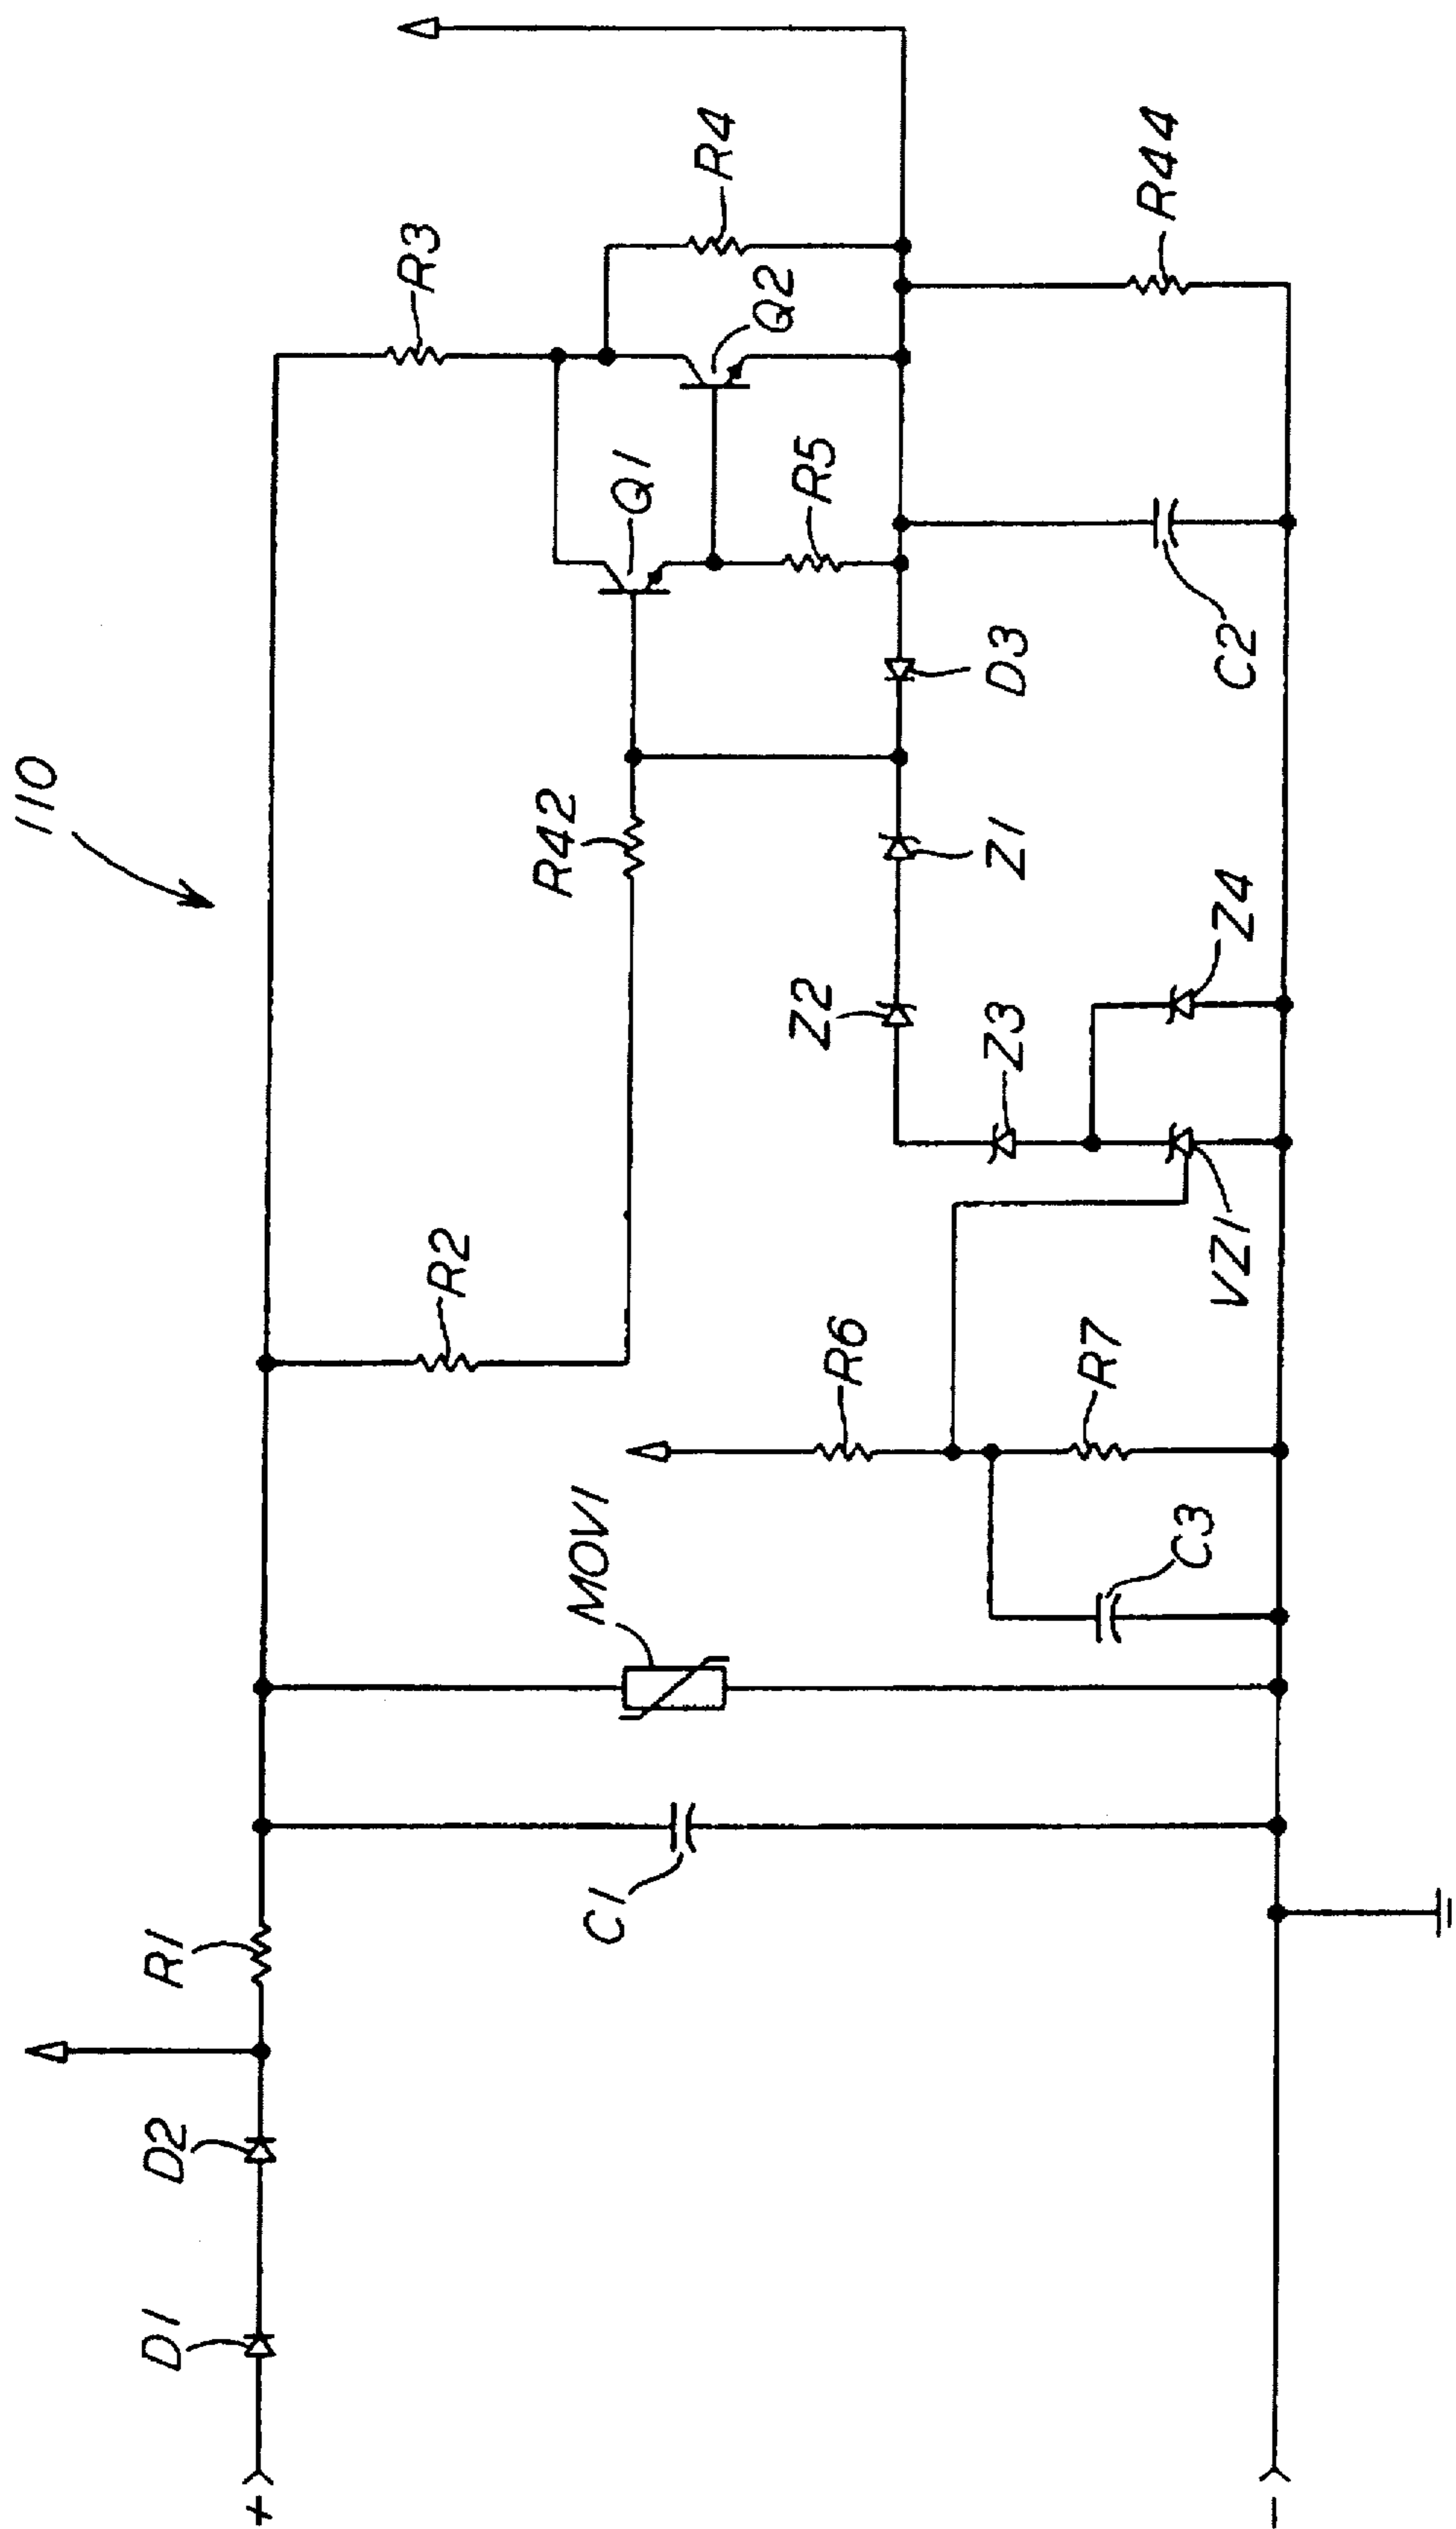 110
R3
R4
Q1
Q2
R5
R42
R2
D3
Z1
Z2
Z3
Z4
VZ1
R44
C2
R6
R7
C3
MOV1
C1
R1
D2
D1
+
-